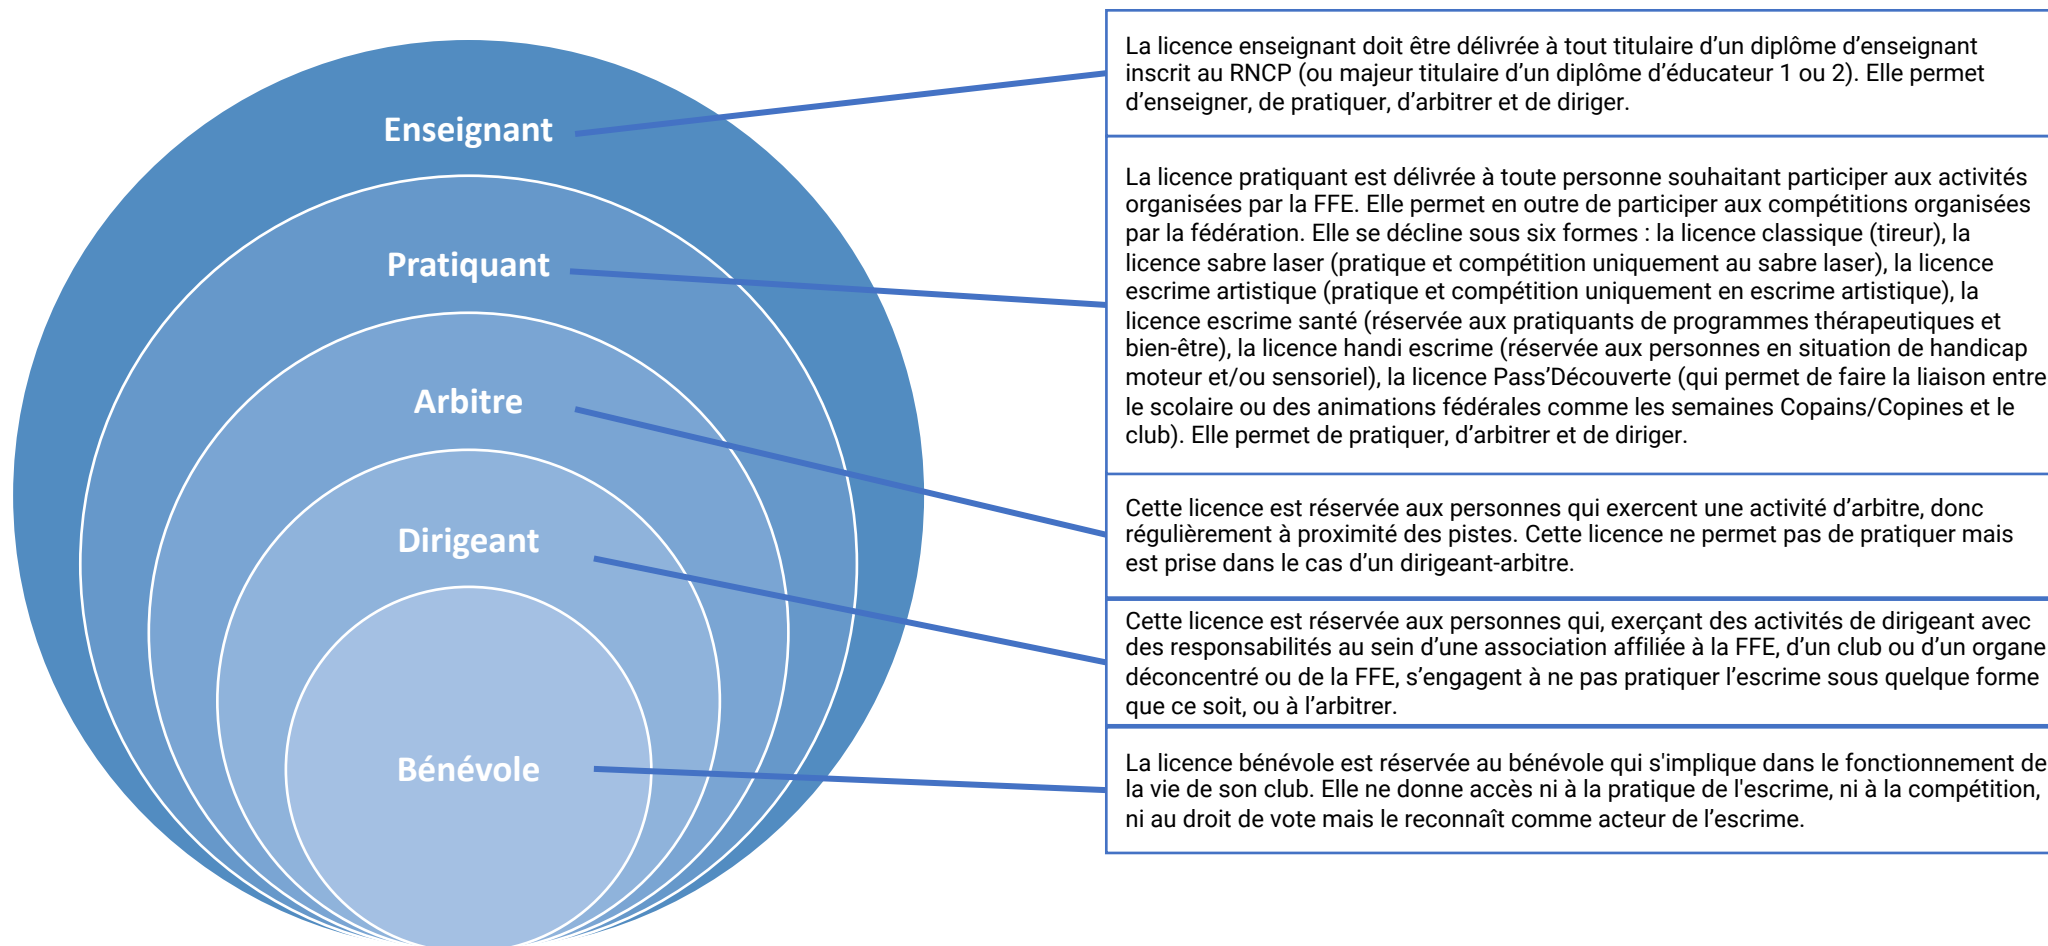 Enseignant
Pratiquant
Arbitre
Dirigeant
Bénévole
La licence enseignant doit être délivrée à tout titulaire d’un diplôme d’enseignant
inscrit au RNCP (ou majeur titulaire d’un diplôme d’éducateur 1 ou 2). Elle permet
d’enseigner, de pratiquer, d’arbitrer et de diriger.
La licence pratiquant est délivrée à toute personne souhaitant participer aux activités
organisées par la FFE. Elle permet en outre de participer aux compétitions organisées
par la fédération. Elle se décline sous six formes : la licence classique (tireur), la
licence sabre laser (pratique et compétition uniquement au sabre laser), la licence
escrime artistique (pratique et compétition uniquement en escrime artistique), la
licence escrime santé (réservée aux pratiquants de programmes thérapeutiques et
bien-être), la licence handi escrime (réservée aux personnes en situation de handicap
moteur et/ou sensoriel), la licence Pass’Découverte (qui permet de faire la liaison entre
le scolaire ou des animations fédérales comme les semaines Copains/Copines et le
club). Elle permet de pratiquer, d’arbitrer et de diriger.
Cette licence est réservée aux personnes qui exercent une activité d’arbitre, donc
régulièrement à proximité des pistes. Cette licence ne permet pas de pratiquer mais
est prise dans le cas d’un dirigeant-arbitre.
Cette licence est réservée aux personnes qui, exerçant des activités de dirigeant avec
des responsabilités au sein d’une association affiliée à la FFE, d’un club ou d’un organe
déconcentré ou de la FFE, s’engagent à ne pas pratiquer l’escrime sous quelque forme
que ce soit, ou à l’arbitrer.
La licence bénévole est réservée au bénévole qui s'implique dans le fonctionnement de
la vie de son club. Elle ne donne accès ni à la pratique de l'escrime, ni à la compétition,
ni au droit de vote mais le reconnaît comme acteur de l’escrime.